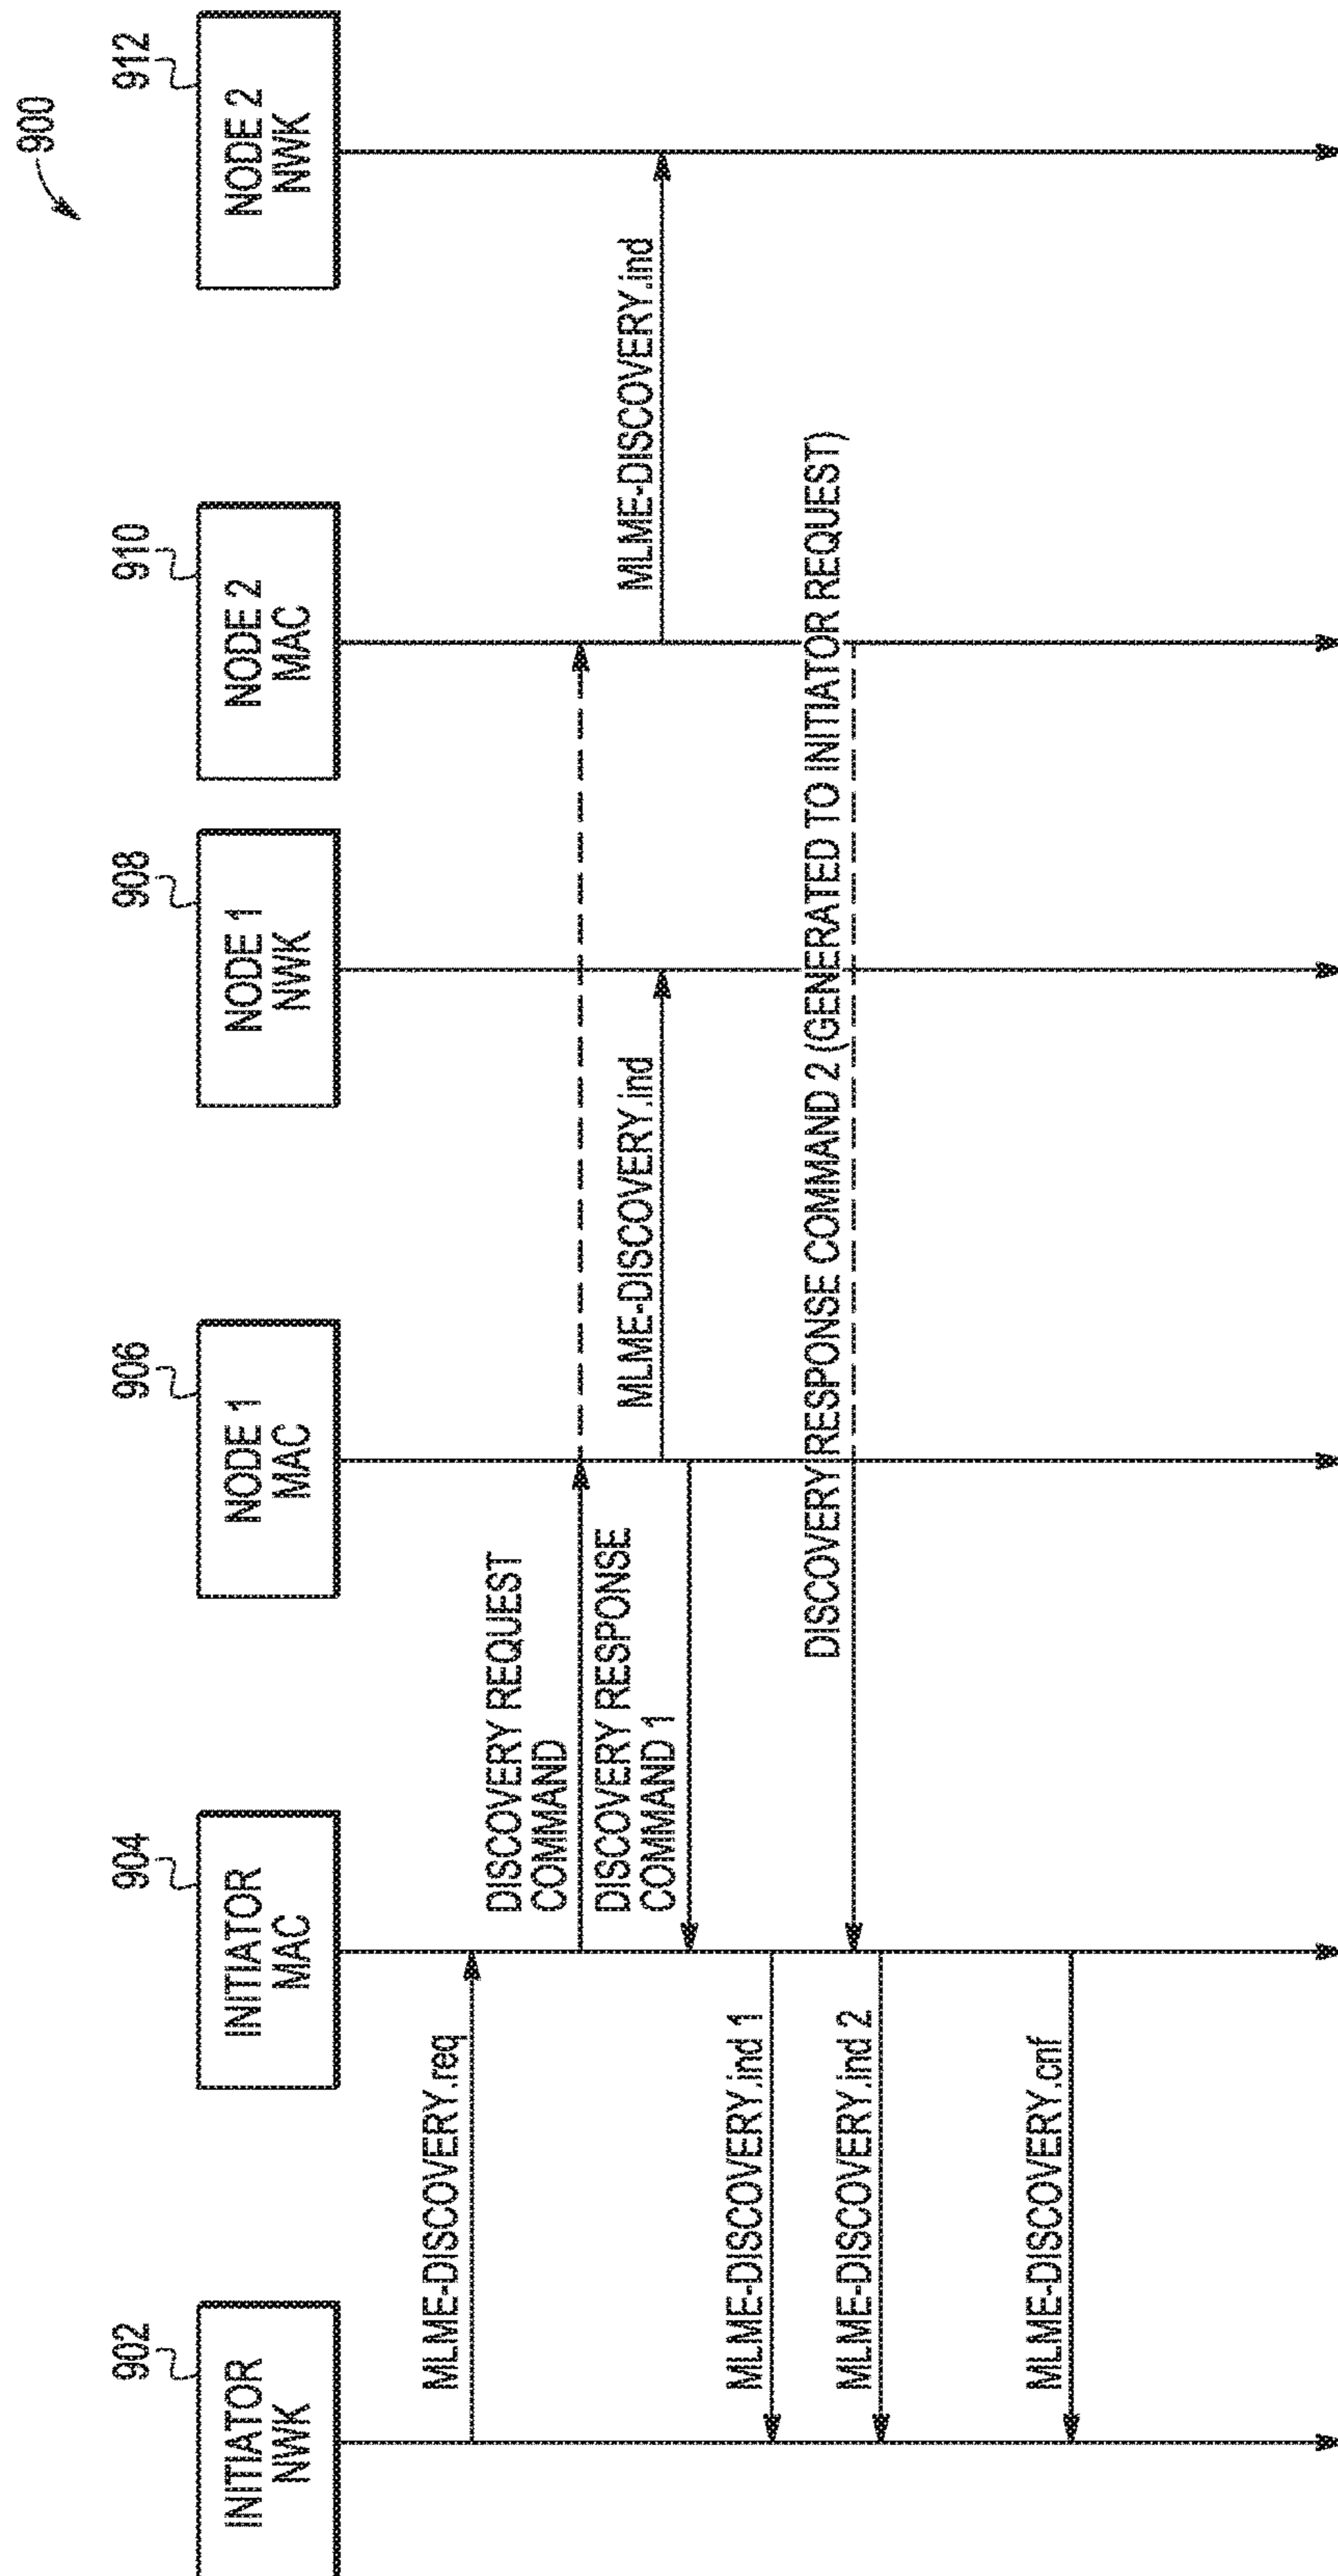 900
902
INITIATOR
NWK
904
INITIATOR
MAC
906
NODE 1
MAC
908
NODE 1
NWK
910
NODE 2
MAC
912
NODE 2
NWK
MLME-DISCOVERY.req
DISCOVERY REQUEST
COMMAND
DISCOVERY RESPONSE
COMMAND 1
MLME-DISCOVERY.ind
MLME-DISCOVERY.ind
MLME-DISCOVERY.ind 1
DISCOVERY RESPONSE COMMAND 2 (GENERATED TO INITIATOR REQUEST)
MLME-DISCOVERY.ind 2
MLME-DISCOVERY.cnf